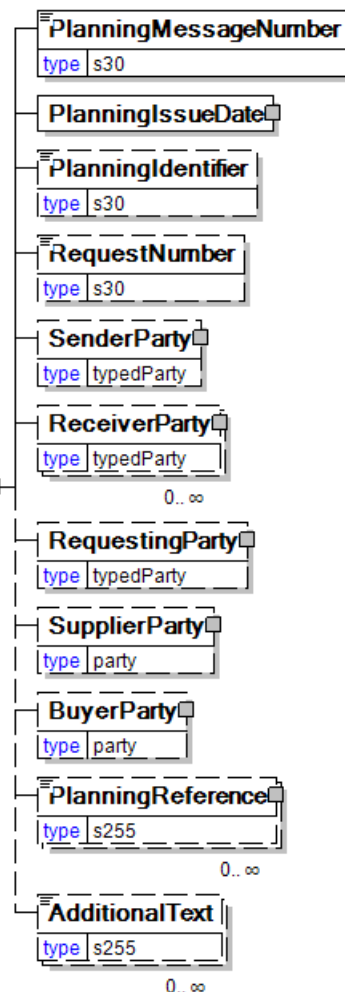 PlanningMessageNumber
type s30
PlanningIssueDate
PlanningIdentifier
type s30
RequestNumber
type s30
SenderParty
type typedParty
ReceiverParty
type typedParty
0.. ∞
RequestingParty
type typedParty
SupplierParty
type party
BuyerParty
type party
PlanningReference
type s255
0.. ∞
AdditionalText
type s255
0.. ∞